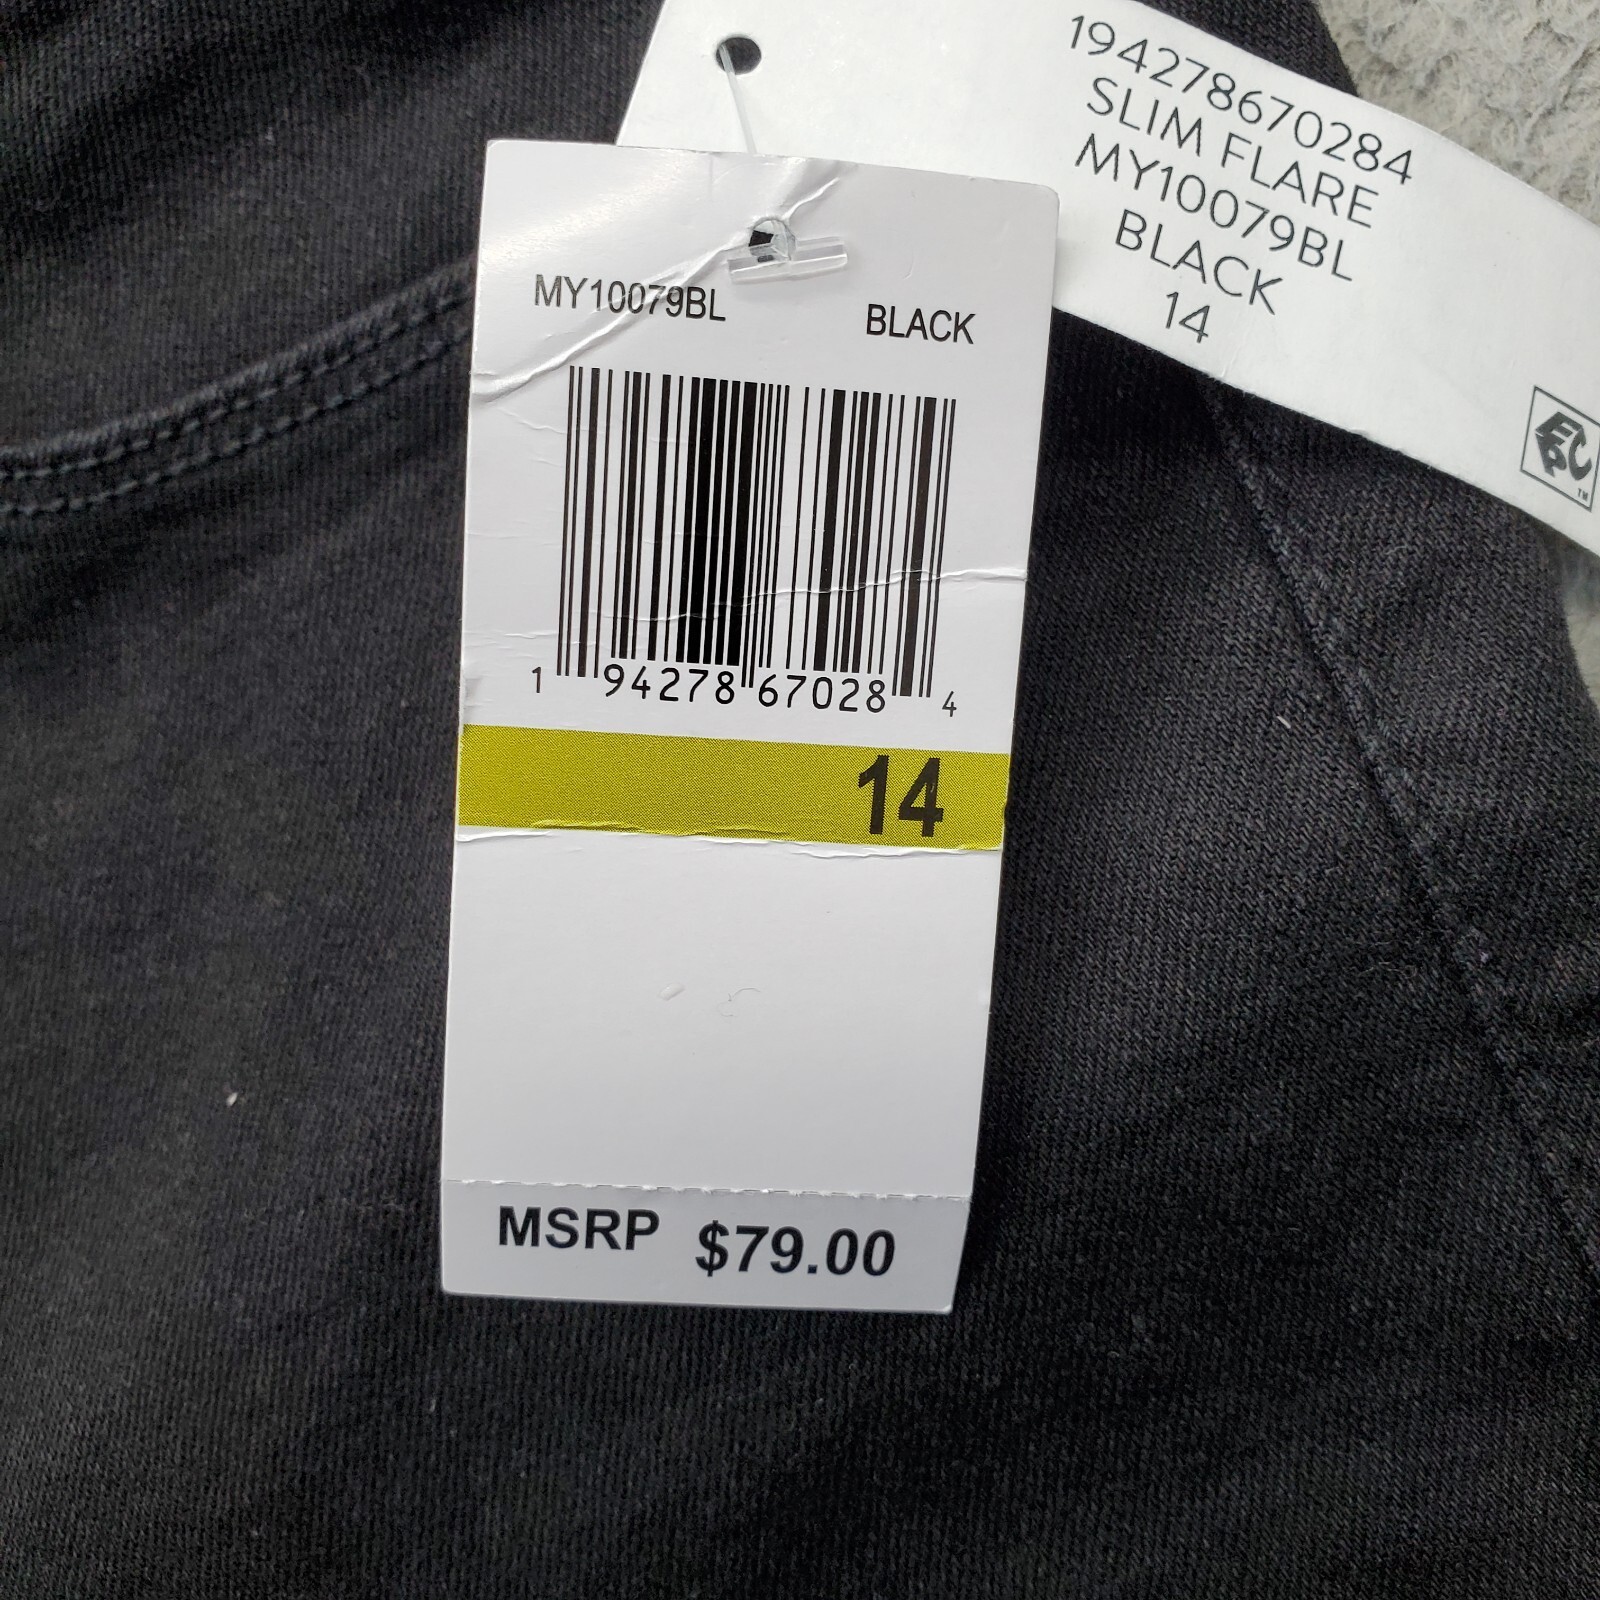 194278670284
SLIM FLARE
MY10079BL
BLACK
14
MY10079BL BLACK
1 94278 67028 4
14
MSRP $79.00